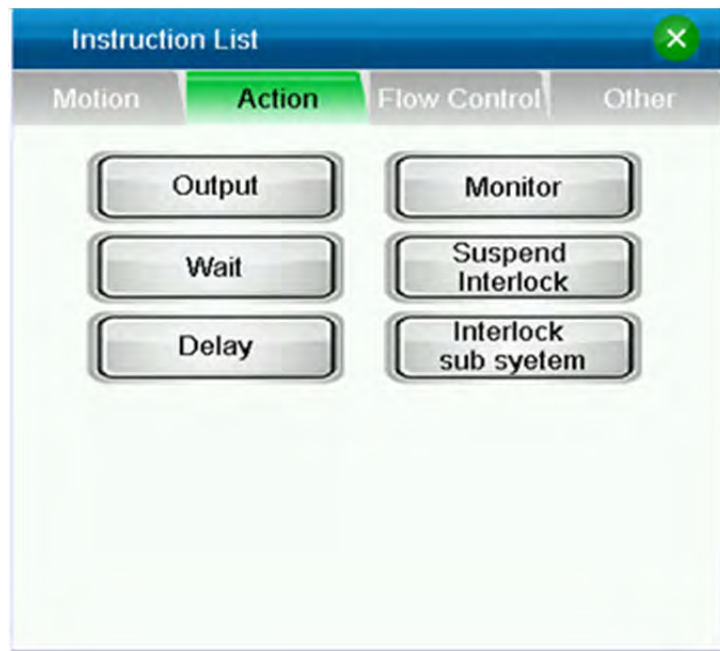 Instruction List
Motion Action Flow Control Other
Output Monitor
Wait Suspend
Interlock
Delay Interlock
sub syetem